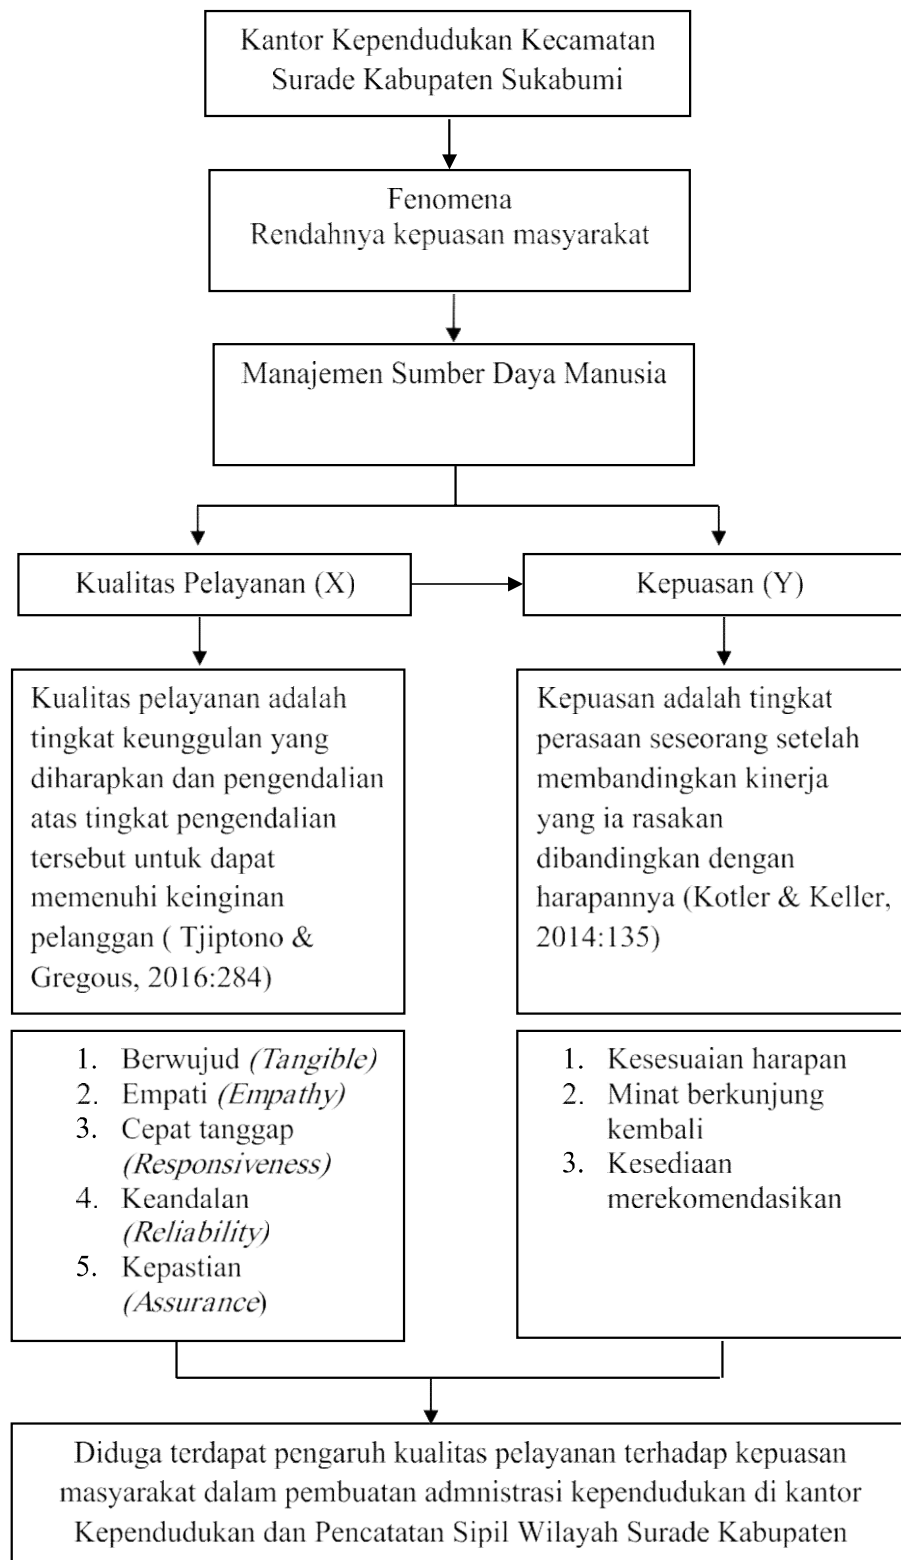 Kantor Kependudukan Kecamatan
Surade Kabupaten Sukabumi
Fenomena
Rendahnya kepuasan masyarakat
Manajemen Sumber Daya Manusia
Kualitas Pelayanan (X)
Kepuasan (Y)
Kualitas pelayanan adalah
tingkat keunggulan yang
diharapkan dan pengendalian
atas tingkat pengendalian
tersebut untuk dapat
memenuhi keinginan
pelanggan ( Tjiptono &
Gregous, 2016:284)
Kepuasan adalah tingkat
perasaan seseorang setelah
membandingkan kinerja
yang ia rasakan
dibandingkan dengan
harapannya (Kotler & Keller,
2014:135)
1. Berwujud (Tangible)
2. Empati (Empathy)
3. Cepat tanggap
(Responsiveness)
4. Keandalan
(Reliability)
5. Kepastian
(Assurance)
1. Kesesuaian harapan
2. Minat berkunjung
kembali
3. Kesediaan
merekomendasikan
Diduga terdapat pengaruh kualitas pelayanan terhadap kepuasan
masyarakat dalam pembuatan admnistrasi kependudukan di kantor
Kependudukan dan Pencatatan Sipil Wilayah Surade Kabupaten